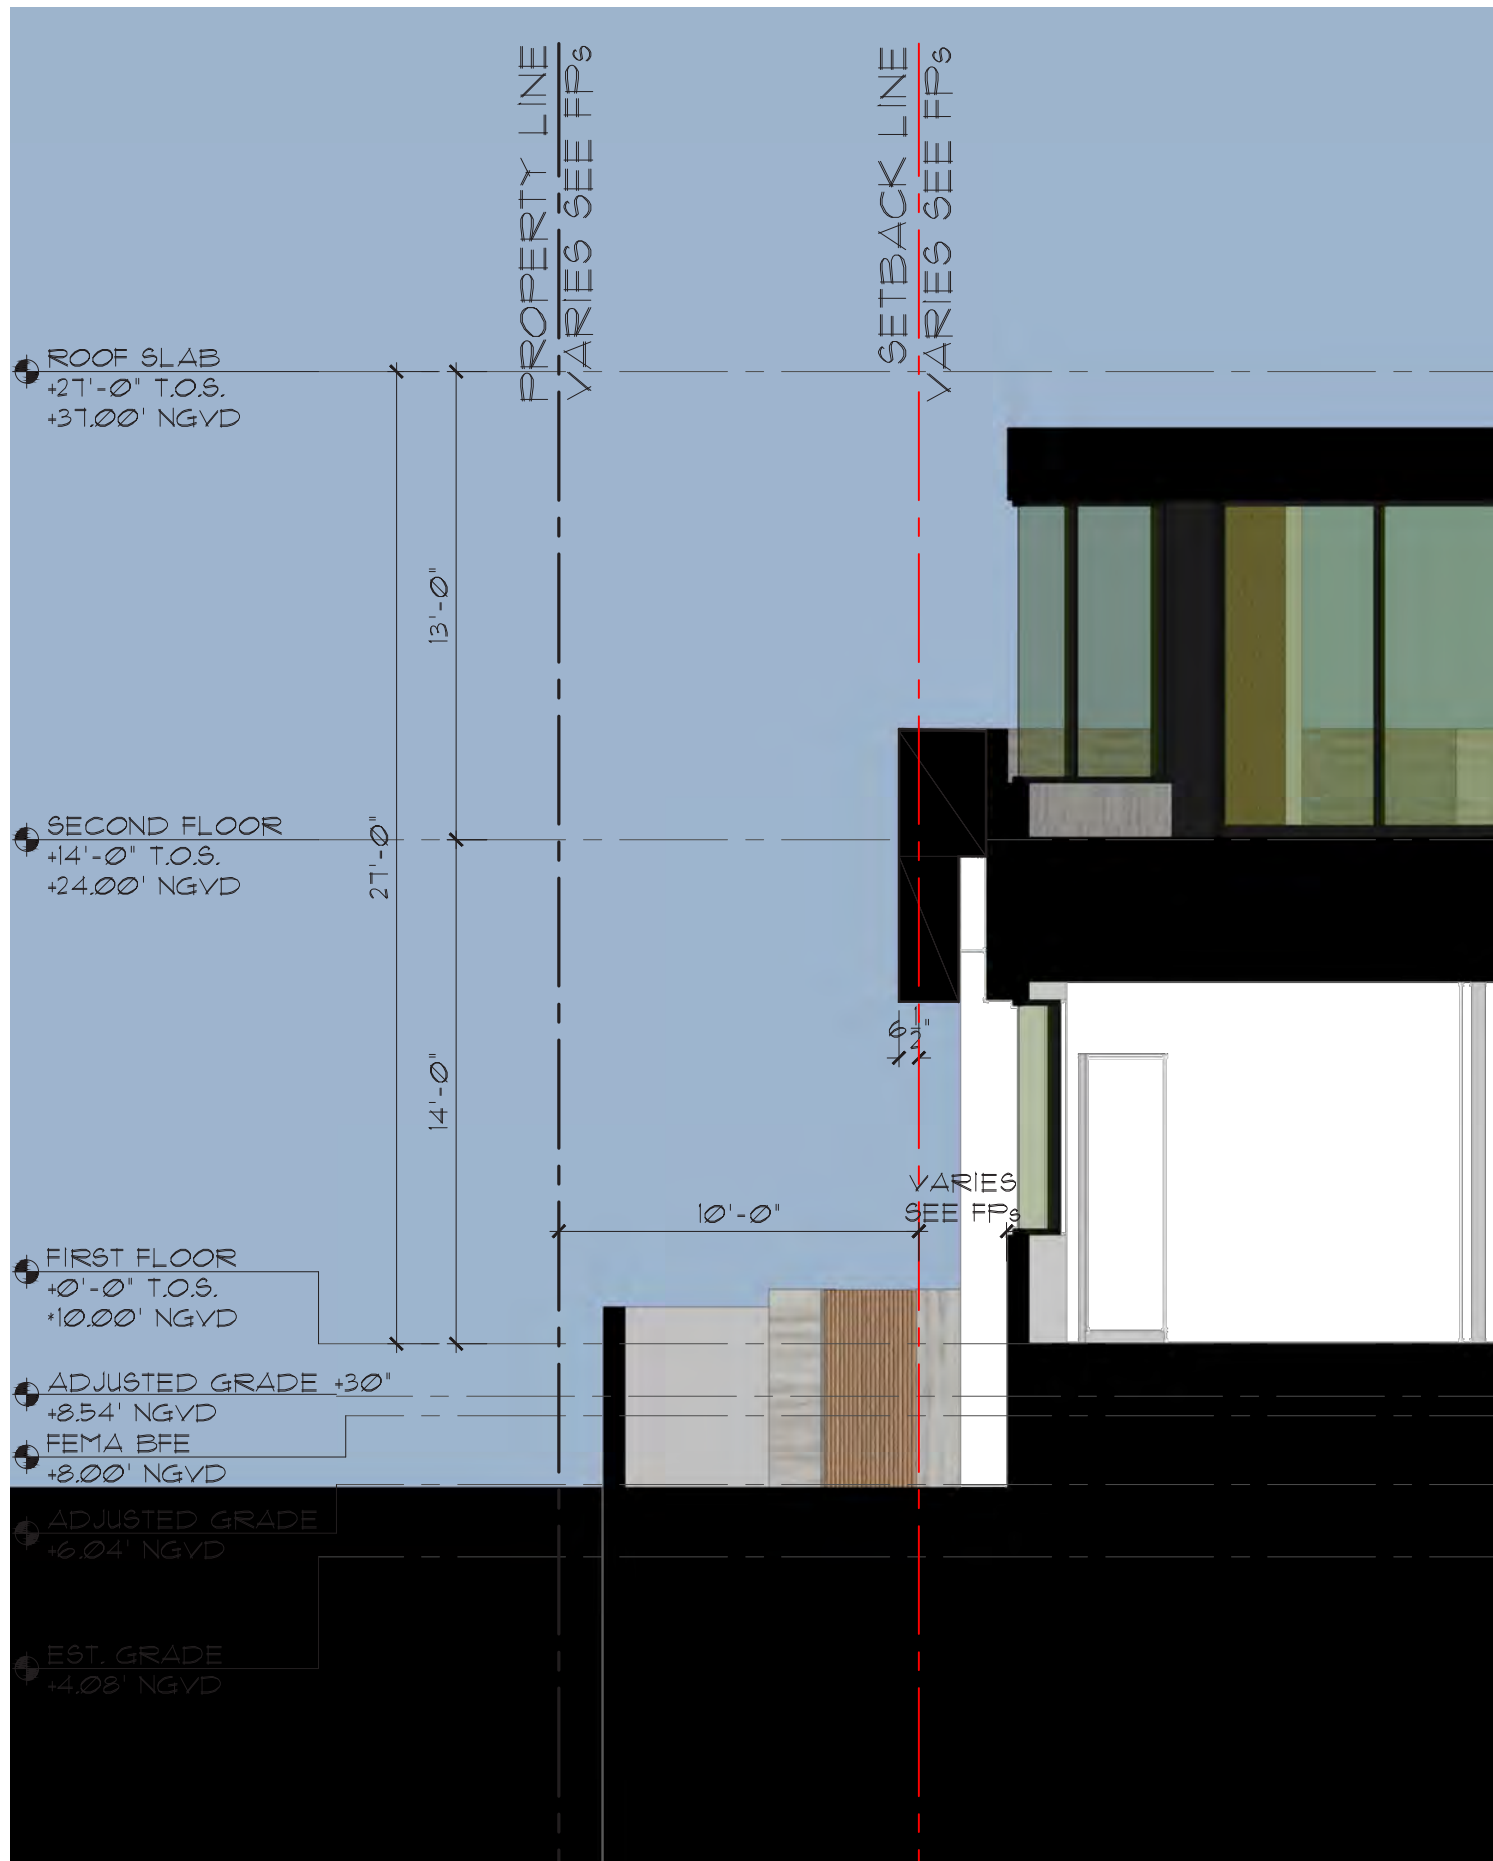 PROPERTY LINE
VARIES SEE FPs
SETBACK LINE
VARIES SEE FPs
ROOF SLAB
+27'-0" T.O.S.
+37.00' NGVD
13'-0"
SECOND FLOOR
+14'-0" T.O.S.
+24.00' NGVD
27'-0"
6 1/2"
14'-0"
VARIES
SEE FPs
10'-0"
FIRST FLOOR
+0'-0" T.O.S.
*10.00' NGVD
ADJUSTED GRADE +30"
+8.54' NGVD
FEMA BFE
+8.00' NGVD
ADJUSTED GRADE
+6.04' NGVD
EST. GRADE
+4.08' NGVD